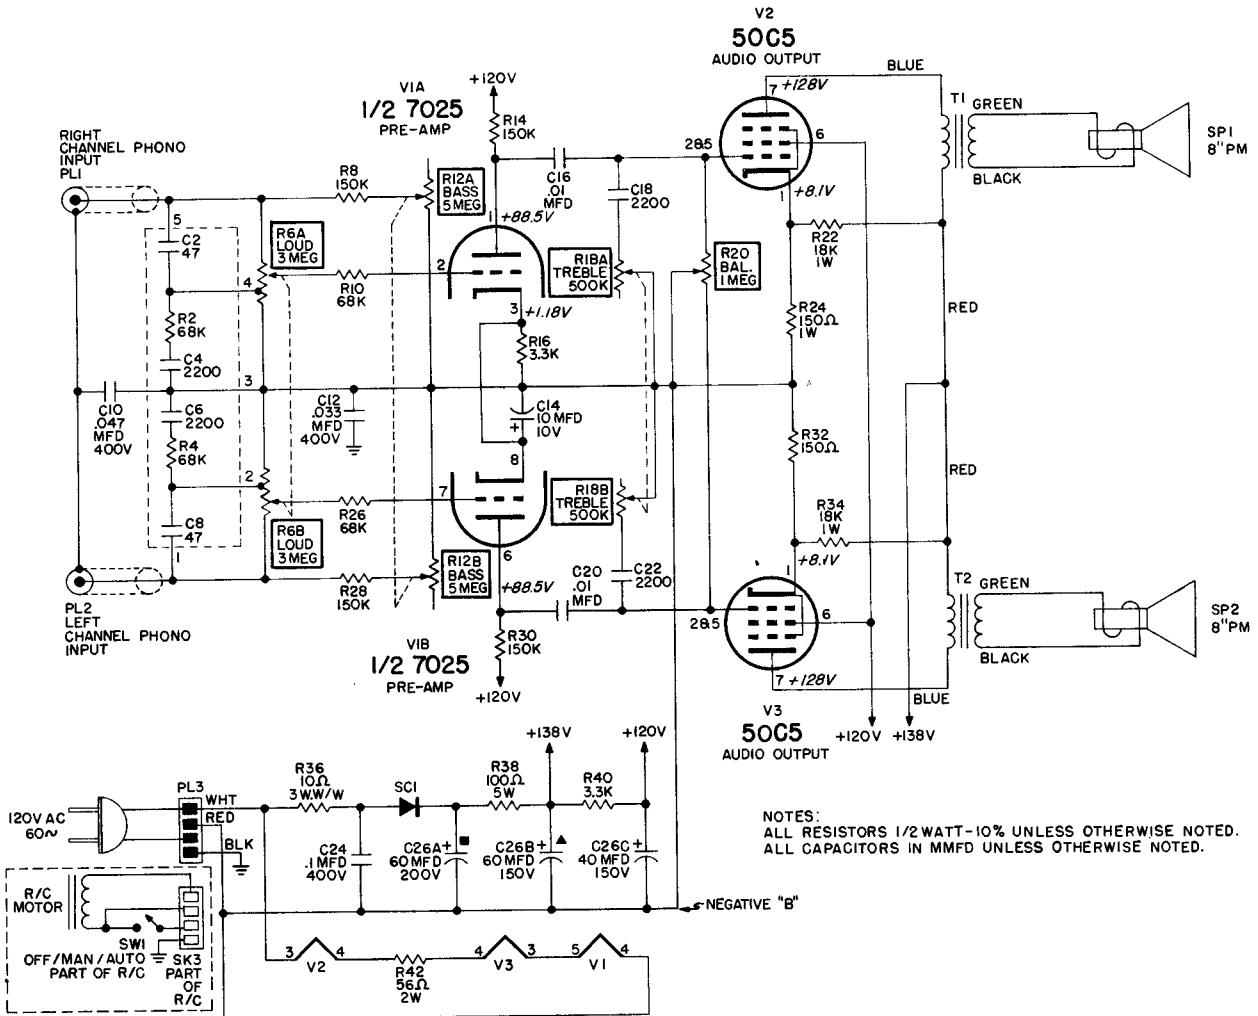 V2
50C5
AUDIO OUTPUT
BLUE
7 +128V
6
2&5
+8.1V
1
T1
GREEN
BLACK
SP1
8"PM
V1A
1/2 7025
PRE-AMP
+120V
R14
150K
RIGHT
CHANNEL PHONO
INPUT
PL1
R8
150K
R12A
BASS
5 MEG
C16
.01
MFD
C18
2200
1
+88.5V
5
C2
47
R6A
LOUD
3 MEG
4
R10
68K
2
R18A
TREBLE
500K
R20
BAL.
1 MEG
R22
18K
1W
3
+1.18V
R2
68K
R16
3.3K
R24
150Ω
1W
RED
C4
2200
3
C10
.047
MFD
400V
C6
2200
C12
.033
MFD
400V
C14
10 MFD
+
10V
R4
68K
R32
150Ω
RED
8
2
7
R26
68K
R18B
TREBLE
500K
R34
18K
1W
C8
47
R6B
LOUD
3 MEG
1
6
+8.1V
1
R12B
BASS
5 MEG
R28
150K
+88.5V
C20
.01
MFD
C22
2200
T2
GREEN
BLACK
SP2
8"PM
PL2
LEFT
CHANNEL PHONO
INPUT
2&5
6
V1B
1/2 7025
PRE-AMP
R30
150K
+120V
7 +128V
BLUE
V3
50C5
AUDIO OUTPUT
+120V
+138V
+138V
+120V
120V AC
60~
PL3
WHT
RED
BLK
R36
10Ω
3W.W/W
SC1
R38
100Ω
5W
R40
3.3K
C24
.1 MFD
400V
C26A
60 MFD
200V
+
C26B
60 MFD
150V
+
C26C
40 MFD
150V
+
NOTES:
ALL RESISTORS 1/2 WATT-10% UNLESS OTHERWISE NOTED.
ALL CAPACITORS IN MMFD UNLESS OTHERWISE NOTED.
R/C
MOTOR
SW1
OFF/MAN/AUTO
PART OF R/C
SK3
PART
OF
R/C
NEGATIVE "B"
3
4
V2
R42
56Ω
2W
4
3
V3
5
4
V1